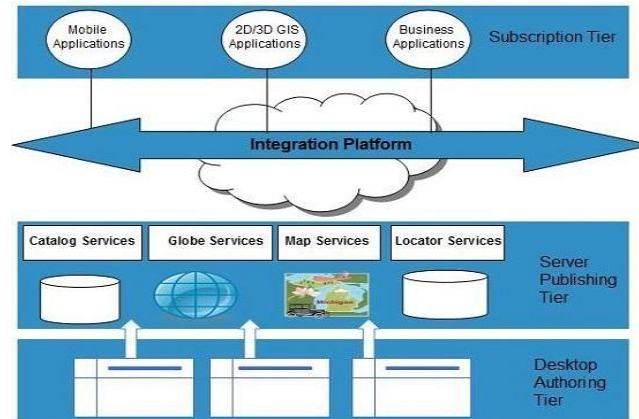 Mobile
Applications
2D/3D GIS
Applications
Business
Applications
Subscription Tier
Integration Platform
Catalog Services
Globe Services
Map Services
Locator Services
Server
Publishing
Tier
Michigan
Desktop
Authoring
Tier